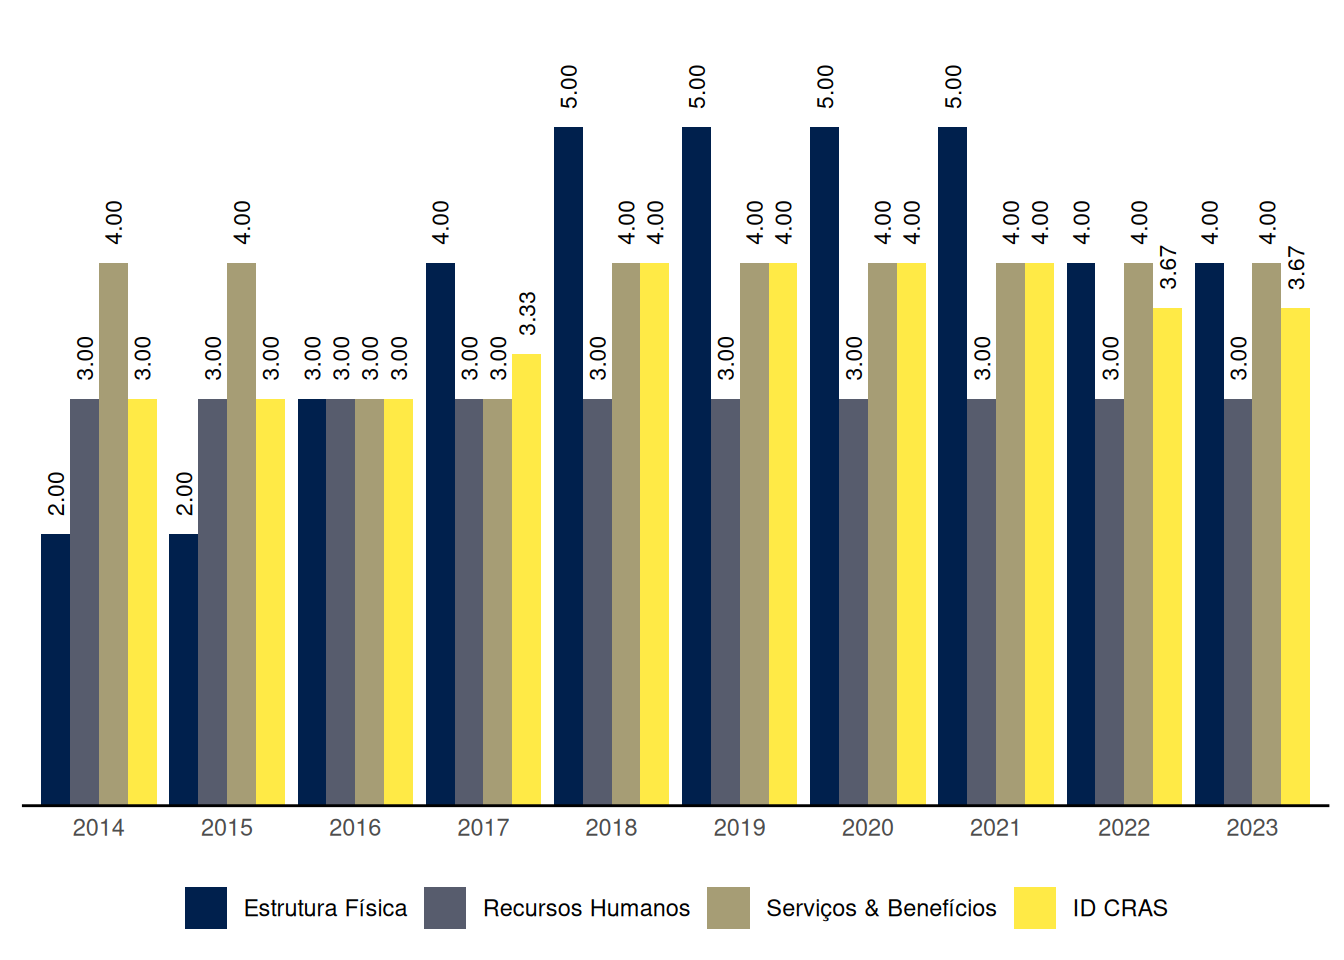 5.00 5.00 5.00 5.00
4.00 4.00 4.00 4.00 4.00 4.00 4.00 4.00 4.00 4.00 4.00 4.00 4.00 4.00 4.00
3.67 3.67
3.33
3.00 3.00 3.00 3.00 3.00 3.00 3.00 3.00 3.00 3.00 3.00 3.00 3.00 3.00 3.00 3.00
2.00 2.00
2014 2015 2016 2017 2018 2019 2020 2021 2022 2023
Estrutura Física Recursos Humanos Serviços & Benefícios ID CRAS